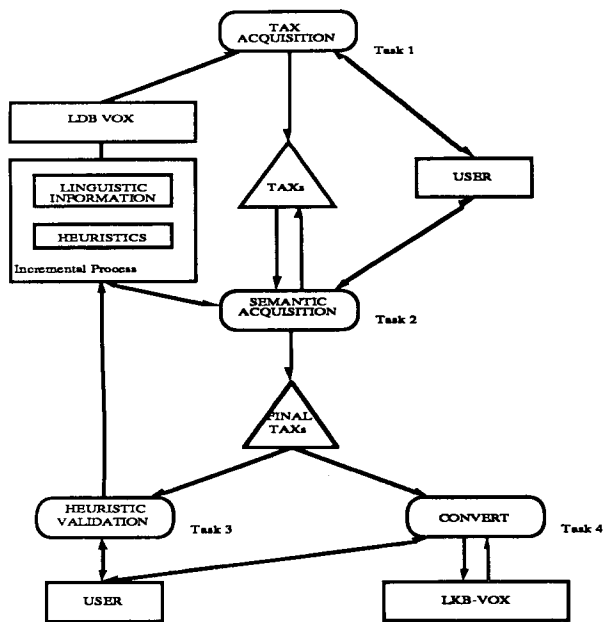 TAX
ACQUISITION
Task 1
LDB VOX
LINGUISTIC
INFORMATION
HEURISTICS
Incremental Process
TAXs
USER
SEMANTIC
ACQUISITION
Task 2
FINAL
TAXs
HEURISTIC
VALIDATION
Task 3
CONVERT
Task 4
USER
LKB-VOX